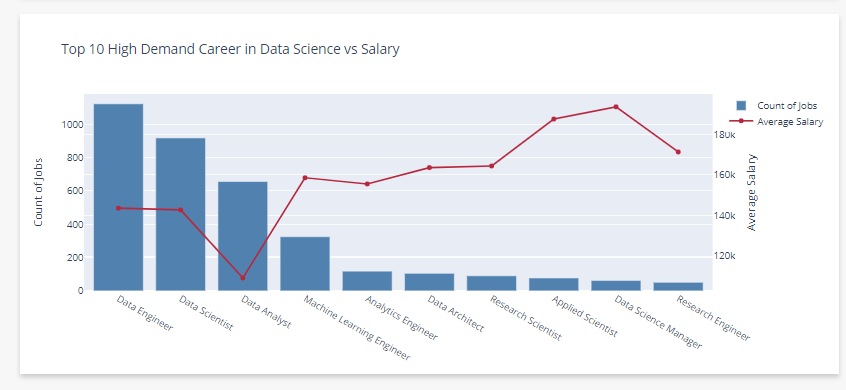 Top 10 High Demand Career in Data Science vs Salary
Count of Jobs
Average Salary
1000
800
600
400
200
0
Count of Jobs
180k
160k
140k
120k
Average Salary
Data Engineer
Data Scientist
Data Analyst
Machine Learning Engineer
Analytics Engineer
Data Architect
Research Scientist
Applied Scientist
Data Science Manager
Research Engineer